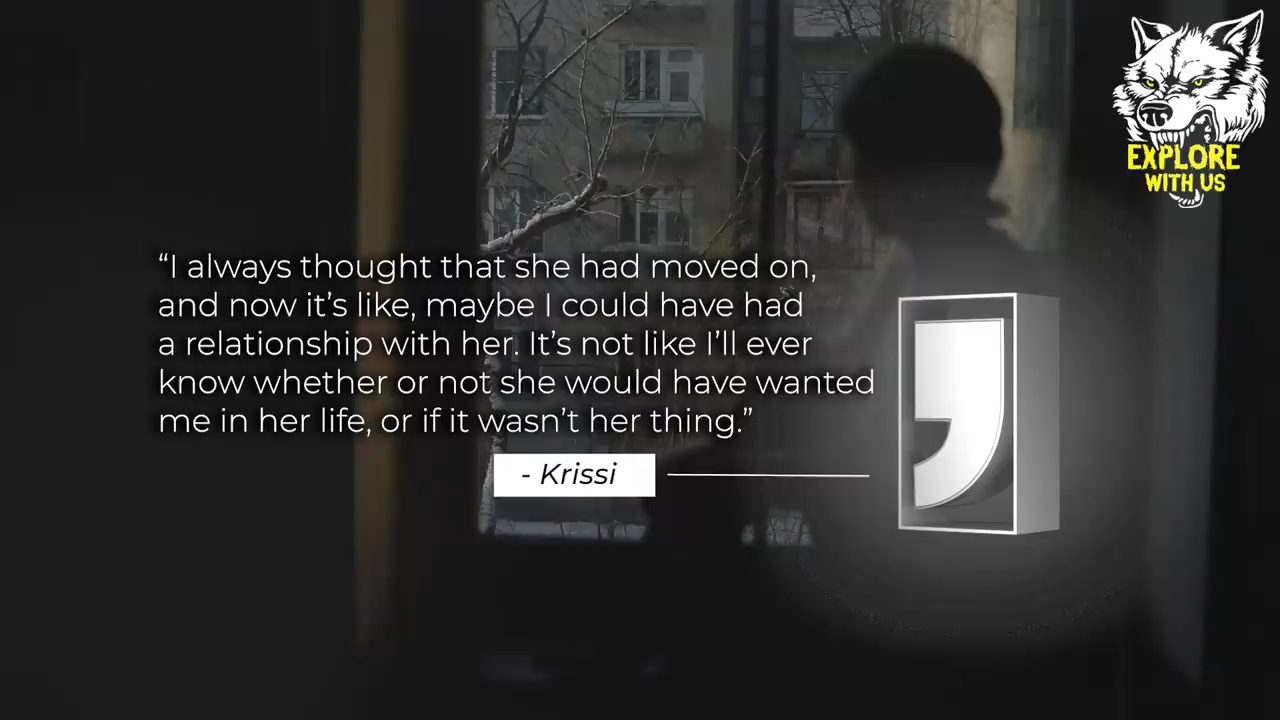 EXPLORE
WITH US
“I always thought that she had moved on,
and now it’s like, maybe I could have had
a relationship with her. It’s not like I’ll ever
know whether or not she would have wanted
me in her life, or if it wasn’t her thing.”
- Krissi